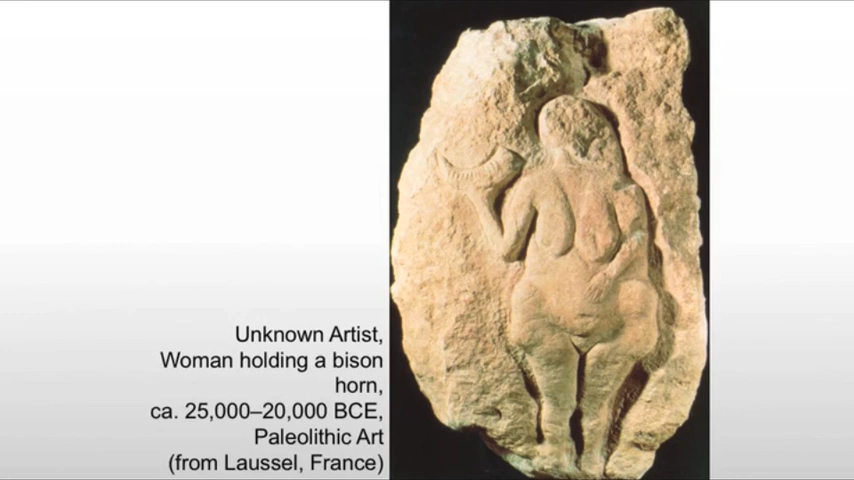 Unknown Artist,
Woman holding a bison
horn,
ca. 25,000–20,000 BCE,
Paleolithic Art
(from Laussel, France)